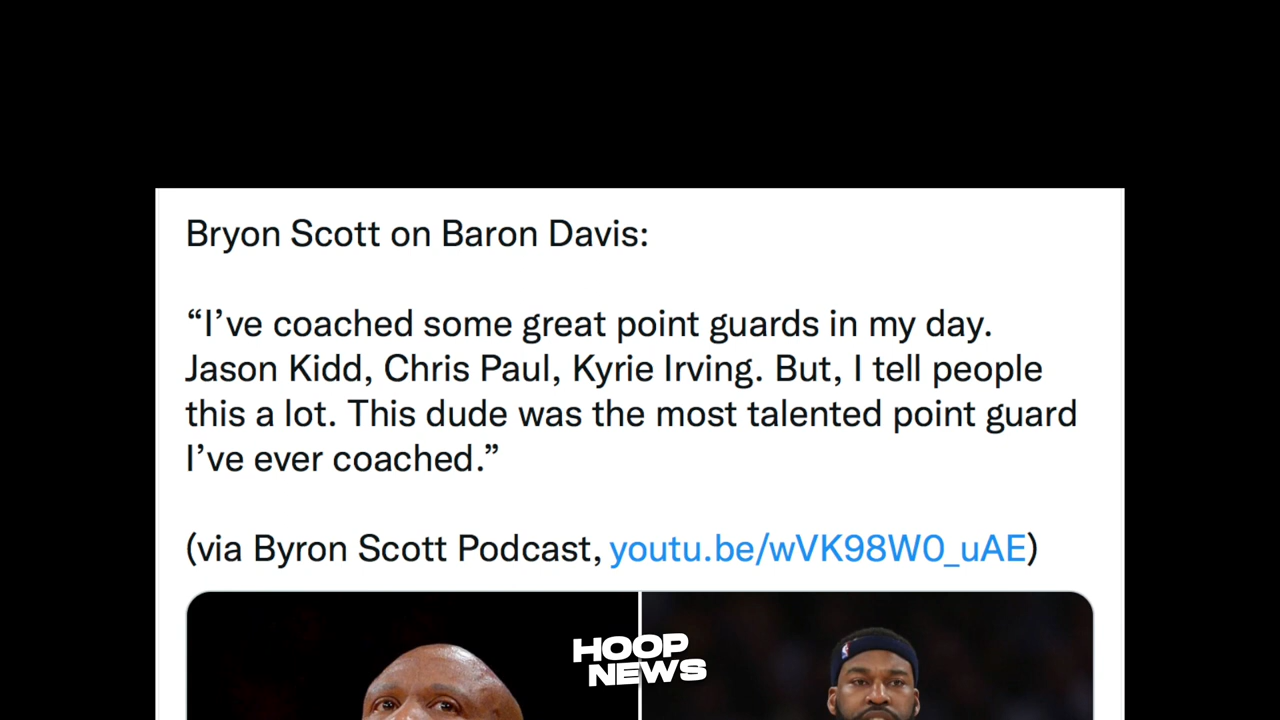 Bryon Scott on Baron Davis:
“I’ve coached some great point guards in my day.
Jason Kidd, Chris Paul, Kyrie Irving. But, I tell people
this a lot. This dude was the most talented point guard
I’ve ever coached.”
(via Byron Scott Podcast, youtu.be/wVK98W0_uAE)
HOOP
NEWS